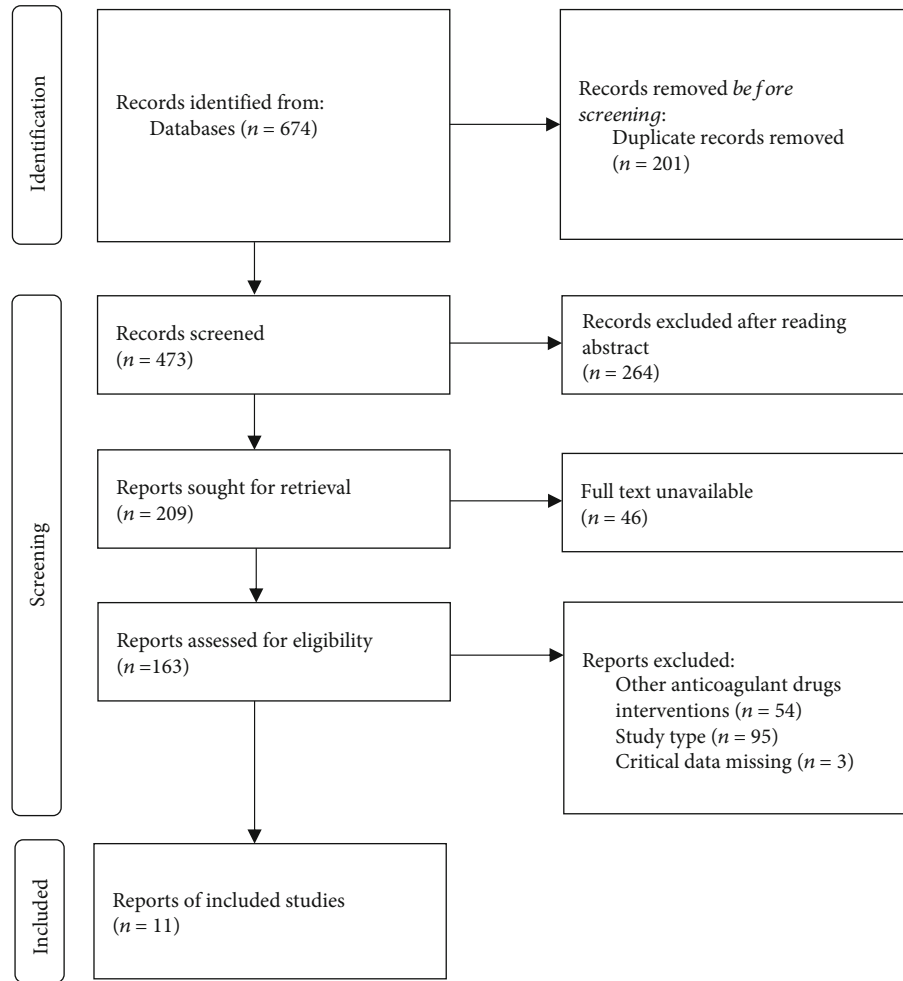 Identification
Records identified from:
Databases (n = 674)
Records removed before
screening:
Duplicate records removed
(n = 201)
Screening
Records screened
(n = 473)
Records excluded after reading
abstract
(n = 264)
Reports sought for retrieval
(n = 209)
Full text unavailable
(n = 46)
Reports assessed for eligibility
(n =163)
Reports excluded:
Other anticoagulant drugs
interventions (n = 54)
Study type (n = 95)
Critical data missing (n = 3)
Included
Reports of included studies
(n = 11)